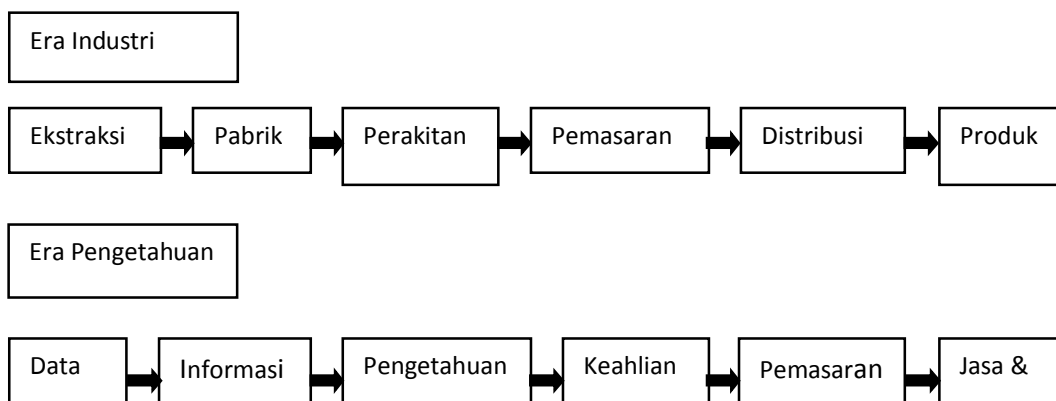 Era Industri
Ekstraksi Pabrik Perakitan Pemasaran Distribusi Produk
Era Pengetahuan
Data Informasi Pengetahuan Keahlian Pemasaran Jasa &